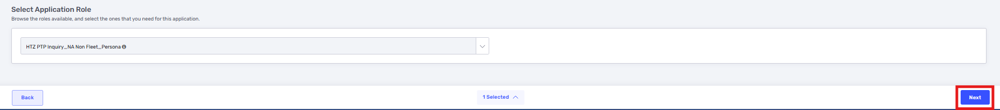 Select Application Role
Browse the roles available, and select the ones that you need for this application.
HTZ PTP Inquiry_NA Non Fleet_Persona
Back
1 Selected
Next